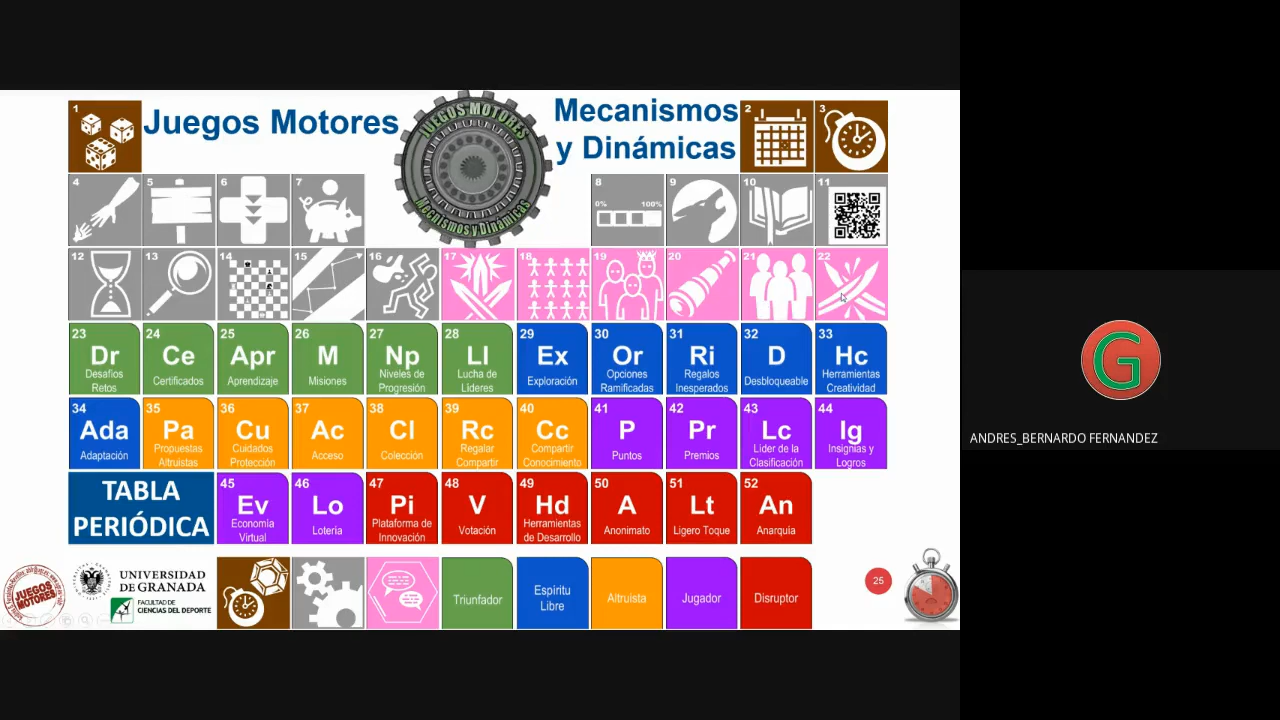 1
Juegos Motores
JUEGOS MOTORES
Mecanismos y Dinámicas
Mecanismos
y Dinámicas
2
3
4
5
6
7
8
0%
100%
9
10
11
12
13
14
15
16
17
18
19
20
21
22
23
Dr
Desafíos
Retos
24
Ce
Certificados
25
Apr
Aprendizaje
26
M
Misiones
27
Np
Niveles de
Progresión
28
Ll
Lucha de
Líderes
29
Ex
Exploración
30
Or
Opciones
Ramificadas
31
Ri
Regalos
Inesperados
32
D
Desbloqueable
33
Hc
Herramientas
Creatividad
34
Ada
Adaptación
35
Pa
Propuestas
Altruistas
36
Cu
Cuidados
Protección
37
Ac
Acceso
38
Cl
Colección
39
Rc
Regalar
Compartir
40
Cc
Compartir
Conocimiento
41
P
Puntos
42
Pr
Premios
43
Lc
Líder de la
Clasificación
44
Ig
Insignias y
Logros
TABLA
PERIÓDICA
45
Ev
Economía
Virtual
46
Lo
Lotería
47
Pi
Plataforma de
Innovación
48
V
Votación
49
Hd
Herramientas
de Desarrollo
50
A
Anonimato
51
Lt
Ligero Toque
52
An
Anarquía
JUEGOS
MOTORES
UNIVERSIDAD
DE GRANADA
FACULTAD DE
CIENCIAS DEL DEPORTE
Triunfador
Espíritu
Libre
Altruista
Jugador
Disruptor
25
G
ANDRES_BERNARDO FERNANDEZ